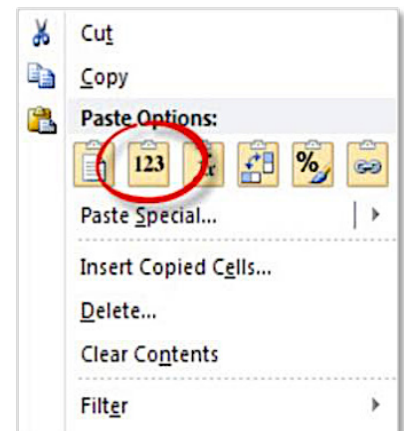 Cut
Copy
Paste Options:
123 %
Paste Special...
Insert Copied Cells...
Delete...
Clear Contents
Filter